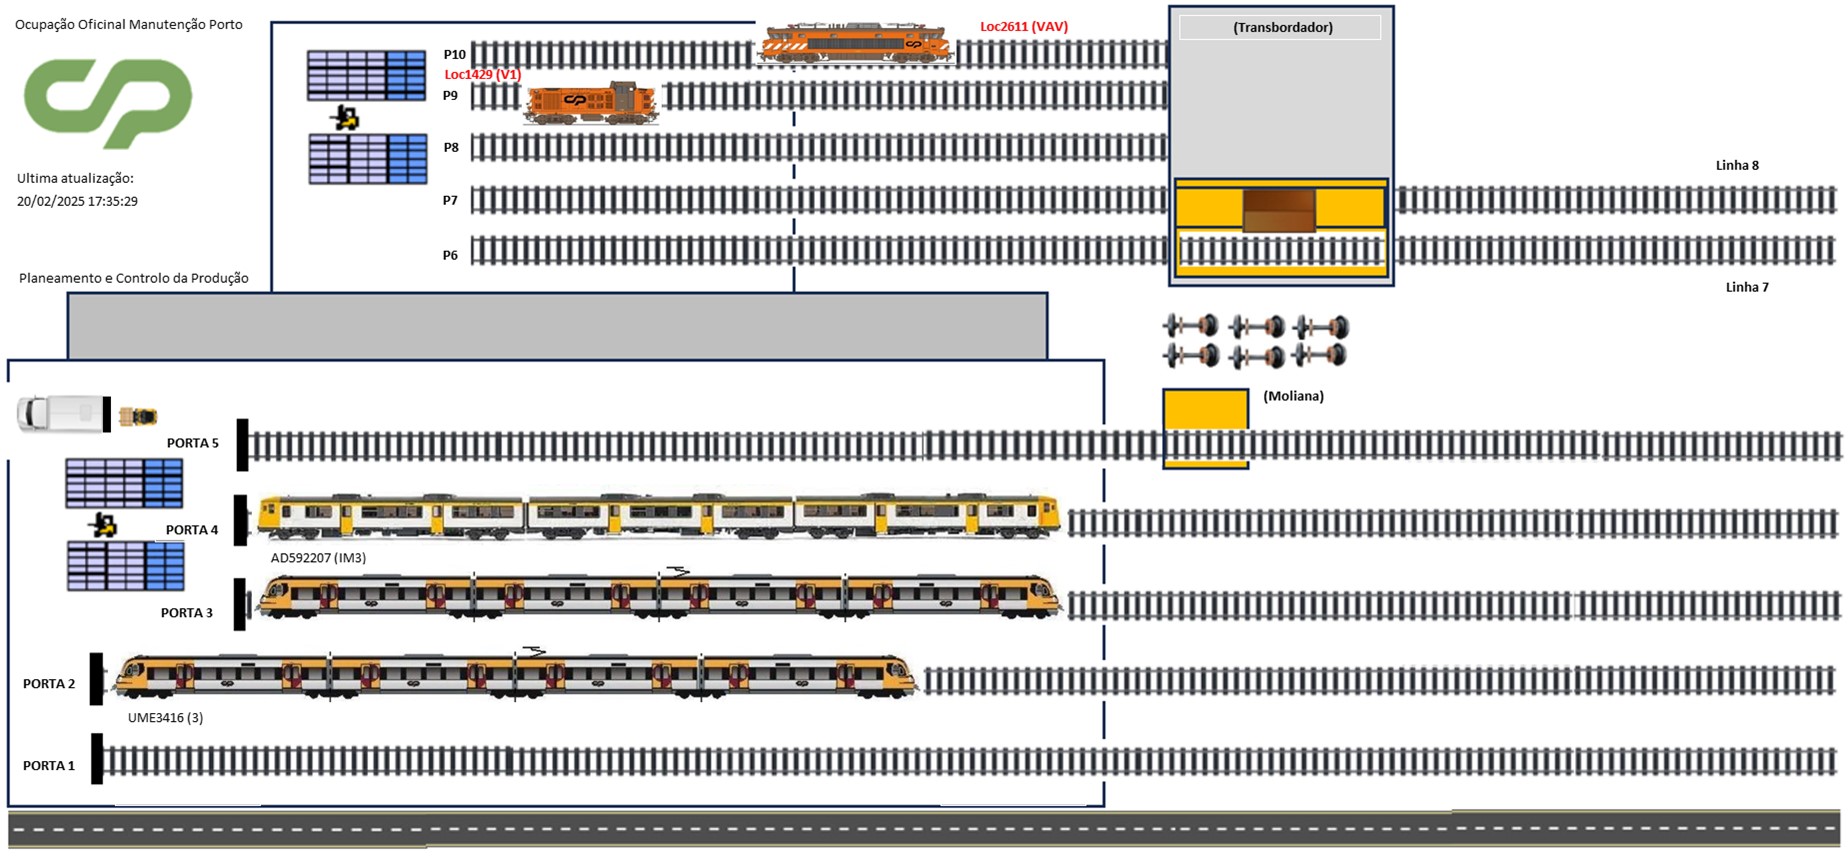 Ocupação Oficinal Manutenção Porto
Ultima atualização:
20/02/2025 17:35:29
Planeamento e Controlo da Produção
Loc2611 (VAV)
(Transbordador)
P10
Loc1429 (V1)
P9
P8
P7
P6
Linha 8
Linha 7
(Moliana)
PORTA 5
PORTA 4
AD592207 (IM3)
PORTA 3
PORTA 2
UME3416 (3)
PORTA 1